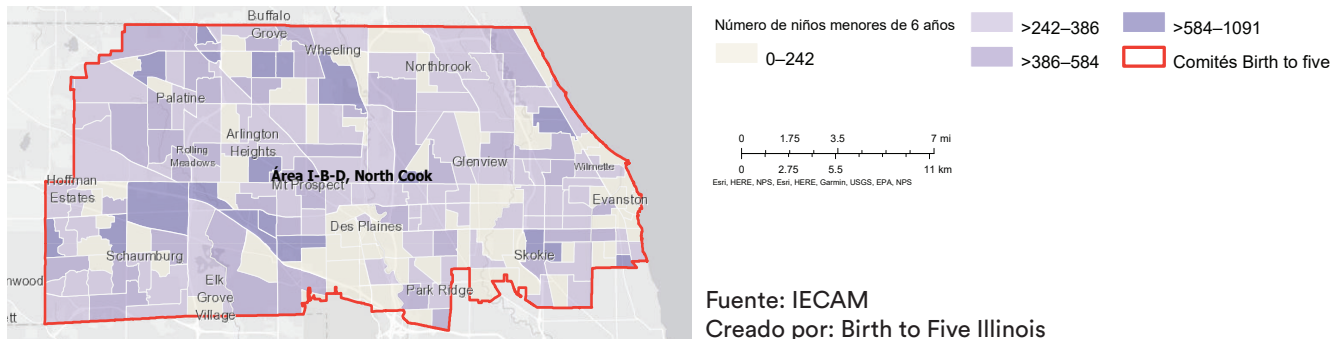 Buffalo
Grove
Wheeling
Northbrook
Palatine
Arlington
Heights
Rolling
Meadows
Glenview
Wilmette
Área I-B-D, North Cook
Mt Prospect
Hoffman
Estates
Evanston
Des Plaines
Schaumburg
Skokie
nwood
Elk
Grove
Village
Park Ridge
ett
Número de niños menores de 6 años
0–242
>242–386
>386–584
>584–1091
Comités Birth to five
0 1.75 3.5 7 mi
0 2.75 5.5 11 km
Esri, HERE, NPS, Esri, HERE, Garmin, USGS, EPA, NPS
Fuente: IECAM
Creado por: Birth to Five Illinois